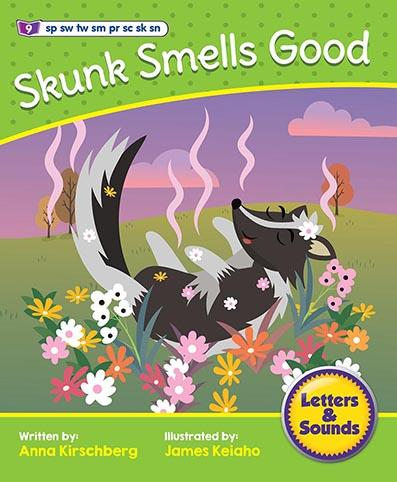 9 sp sw tw sm pr sc sk sn
Skunk Smells Good
Letters
&
Sounds
Written by:
Anna Kirschberg
Illustrated by:
James Keiaho